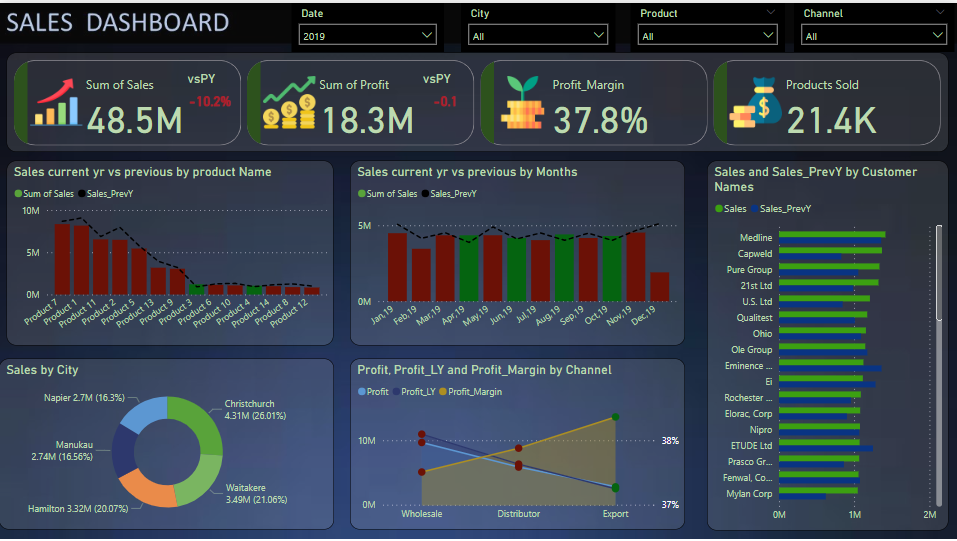 SALES DASHBOARD
Date
2019
City
All
Product
All
Channel
All
Sum of Sales
vsPY
-10.2%
48.5M
Sum of Profit
vsPY
-0.1
18.3M
Profit_Margin
37.8%
Products Sold
21.4K
Sales current yr vs previous by product Name
Sum of Sales Sales_PrevY
10M
5M
0M
Product 7
Product 1
Product 11
Product 2
Product 5
Product 13
Product 9
Product 3
Product 6
Product 10
Product 4
Product 14
Product 8
Product 12
Sales current yr vs previous by Months
Sum of Sales Sales_PrevY
5M
0M
Jan,19
Feb,19
Mar,19
Apr,19
May,19
Jun,19
Jul,19
Aug,19
Sep,19
Oct,19
Nov,19
Dec,19
Sales and Sales_PrevY by Customer
Names
Sales Sales_PrevY
Medline
Capweld
Pure Group
21st Ltd
U.S. Ltd
Qualitest
Ohio
Ole Group
Eminence ...
Ei
Rochester ...
Elorac, Corp
Nipro
ETUDE Ltd
Prasco Gr...
Fenwal, Co...
Mylan Corp
0M 1M 2M
Sales by City
Napier 2.7M (16.3%)
Christchurch
4.31M (26.01%)
Manukau
2.74M (16.56%)
Waitakere
3.49M (21.06%)
Hamilton 3.32M (20.07%)
Profit, Profit_LY and Profit_Margin by Channel
Profit Profit_LY Profit_Margin
10M
0M
38%
37%
Wholesale Distributor Export